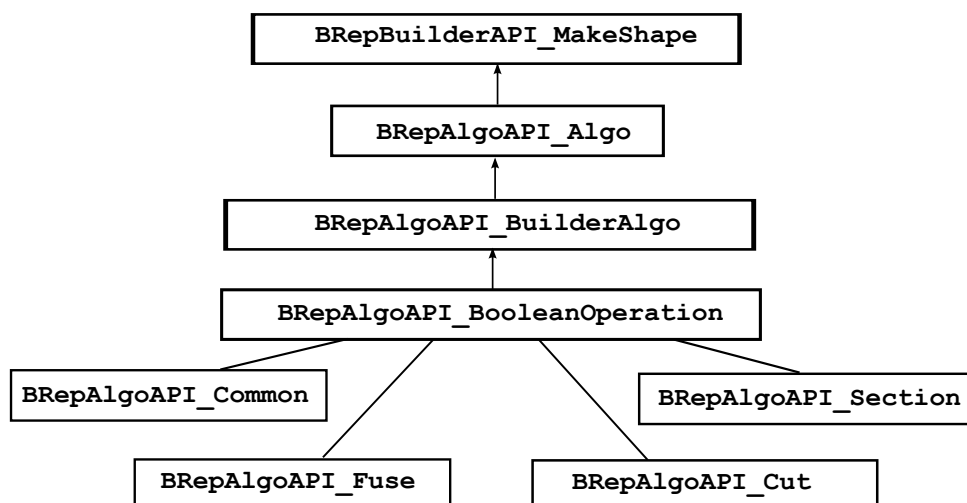 BRepBuilderAPI_MakeShape
BRepAlgoAPI_Algo
BRepAlgoAPI_BuilderAlgo
BRepAlgoAPI_BooleanOperation
BRepAlgoAPI_Common
BRepAlgoAPI_Section
BRepAlgoAPI_Fuse
BRepAlgoAPI_Cut